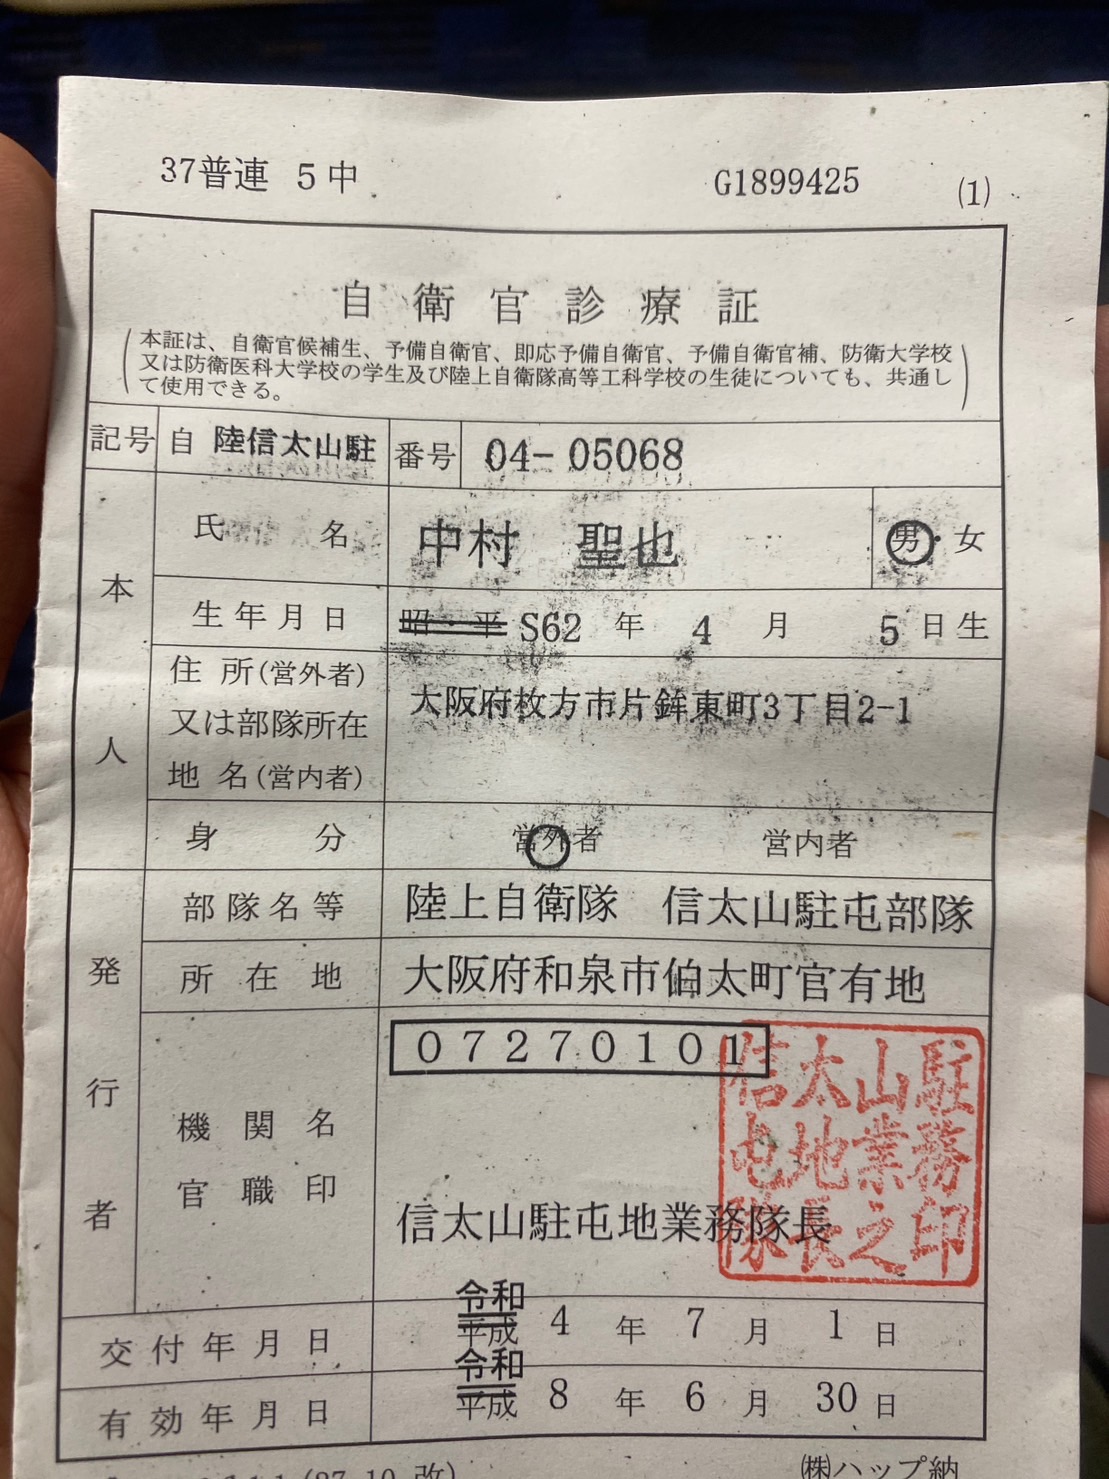 37普連 5中
G1899425
(1)
自衛官診療証
(本証は、自衛官候補生、予備自衛官、即応予備自衛官、予備自衛官補、防衛大学校
又は防衛医科大学校の学生及び陸上自衛隊高等工科学校の生徒についても、共通し
て使用できる。)
記号 自 陸信太山駐 番号 04-05068
本人
氏名 中村 聖也 男・女
生年月日 昭・平 S62年 4月 5日生
住所(営外者)
又は部隊所在
地名(営内者)
大阪府枚方市片鉾東町3丁目2-1
身分 営外者 営内者
発行者
部隊名等 陸上自衛隊 信太山駐屯部隊
所在地 大阪府和泉市伯太町官有地
機関名
官職印
07270101
信太山駐屯地業務隊長
信太山駐
屯地業務
隊長之印
令和
交付年月日 平成 4年 7月 1日
令和
有効年月日 平成 8年 6月 30日
(27.10 改)
㈱ハップ納